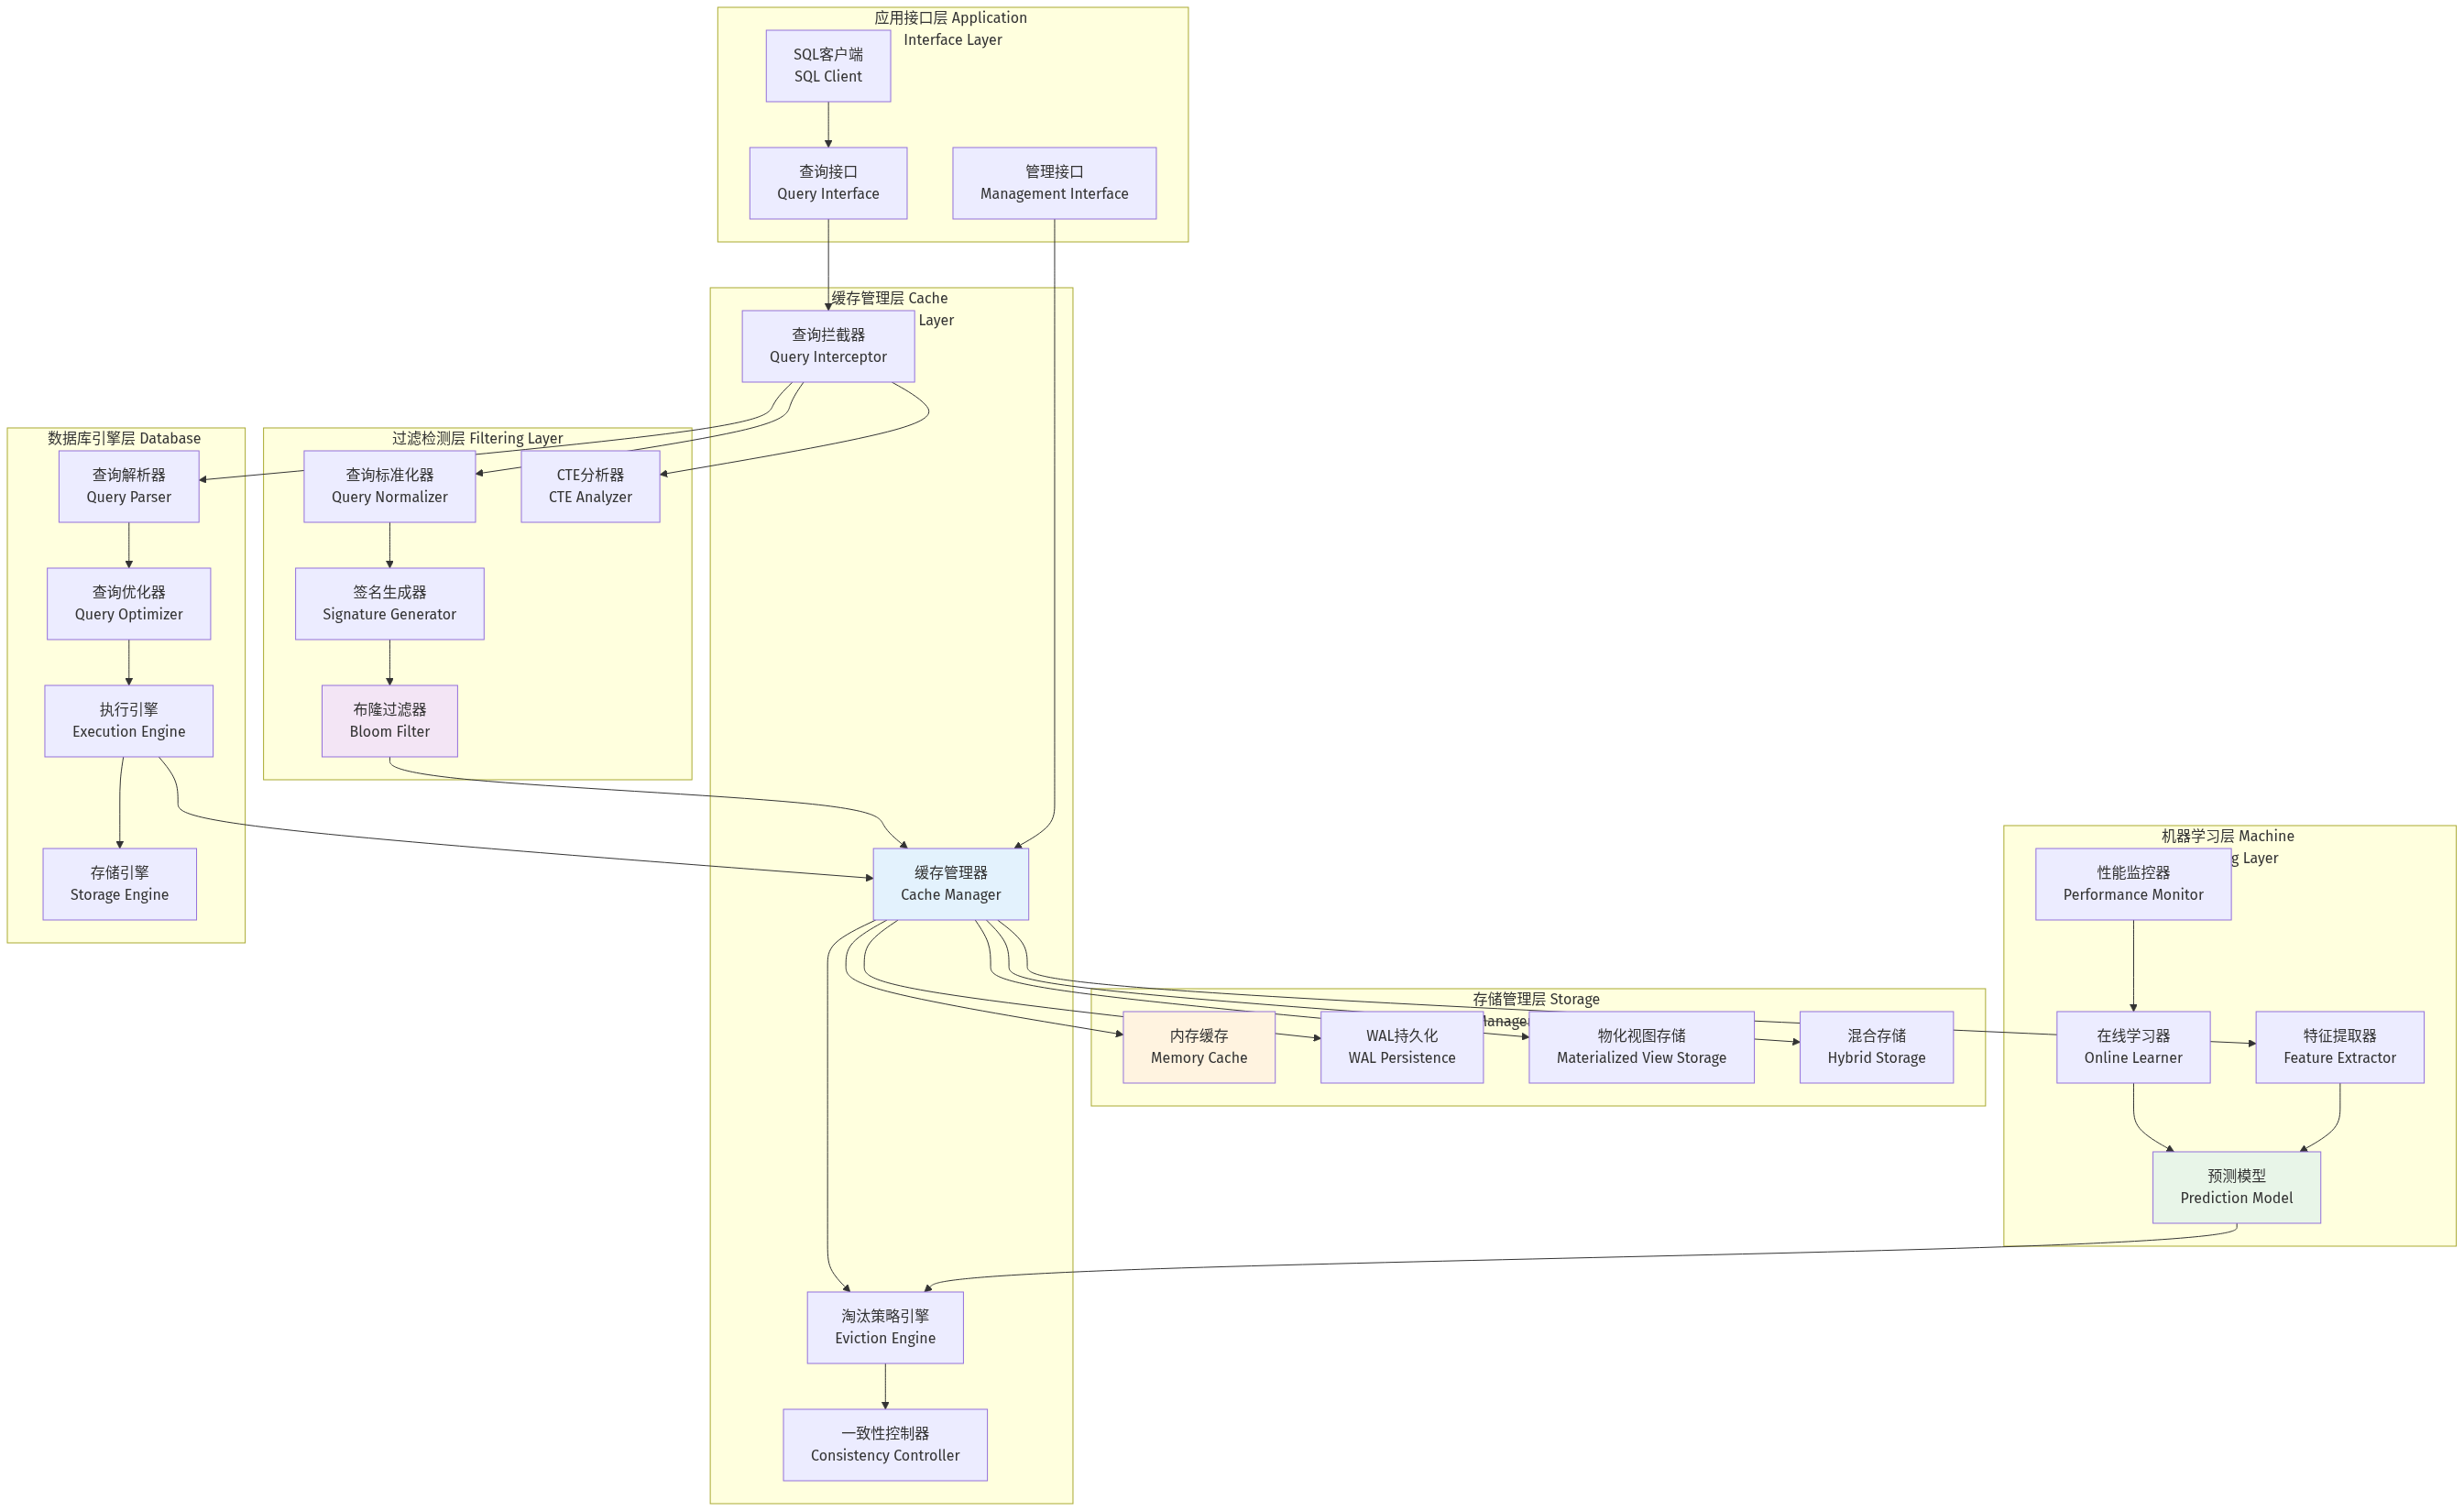 应用接口层 Application
Interface Layer
SQL客户端
SQL Client
查询接口
Query Interface
管理接口
Management Interface
缓存管理层 Cache
Layer
查询拦截器
Query Interceptor
数据库引擎层 Database
查询解析器
Query Parser
查询优化器
Query Optimizer
执行引擎
Execution Engine
存储引擎
Storage Engine
过滤检测层 Filtering Layer
查询标准化器
Query Normalizer
CTE分析器
CTE Analyzer
签名生成器
Signature Generator
布隆过滤器
Bloom Filter
缓存管理器
Cache Manager
存储管理层 Storage
内存缓存
Memory Cache
WAL持久化
WAL Persistence
物化视图存储
Materialized View Storage
混合存储
Hybrid Storage
机器学习层 Machine
Layer
性能监控器
Performance Monitor
在线学习器
Online Learner
特征提取器
Feature Extractor
预测模型
Prediction Model
淘汰策略引擎
Eviction Engine
一致性控制器
Consistency Controller